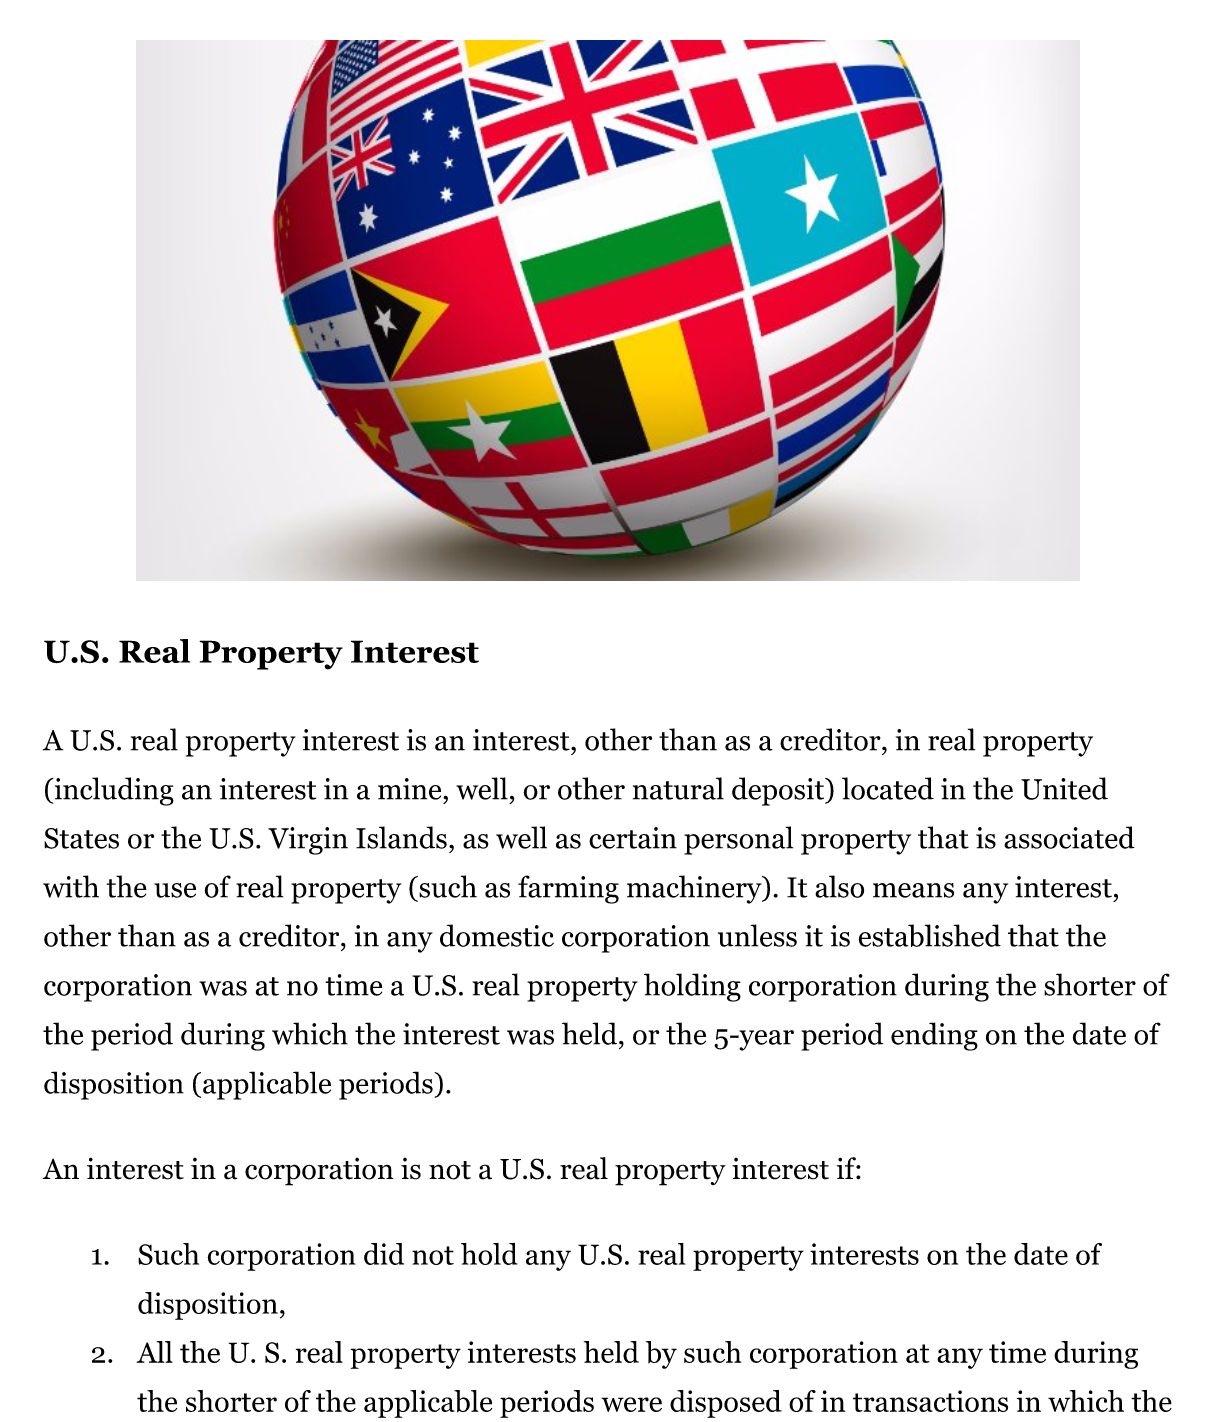 U.S. Real Property Interest
A U.S. real property interest is an interest, other than as a creditor, in real property
(including an interest in a mine, well, or other natural deposit) located in the United
States or the U.S. Virgin Islands, as well as certain personal property that is associated
with the use of real property (such as farming machinery). It also means any interest,
other than as a creditor, in any domestic corporation unless it is established that the
corporation was at no time a U.S. real property holding corporation during the shorter of
the period during which the interest was held, or the 5-year period ending on the date of
disposition (applicable periods).
An interest in a corporation is not a U.S. real property interest if:
1. Such corporation did not hold any U.S. real property interests on the date of
disposition,
2. All the U. S. real property interests held by such corporation at any time during
the shorter of the applicable periods were disposed of in transactions in which the